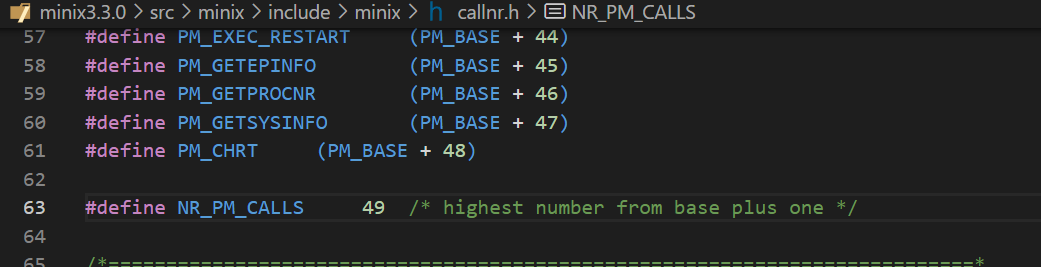 minix3.3.0 > src > minix > include > minix > h callnr.h > NR_PM_CALLS
57 #define PM_EXEC_RESTART (PM_BASE + 44)
58 #define PM_GETEPINFO (PM_BASE + 45)
59 #define PM_GETPROCNR (PM_BASE + 46)
60 #define PM_GETSYSINFO (PM_BASE + 47)
61 #define PM_CHRT (PM_BASE + 48)
62
63 #define NR_PM_CALLS 49 /* highest number from base plus one */
64
65 /*===========================================================================*